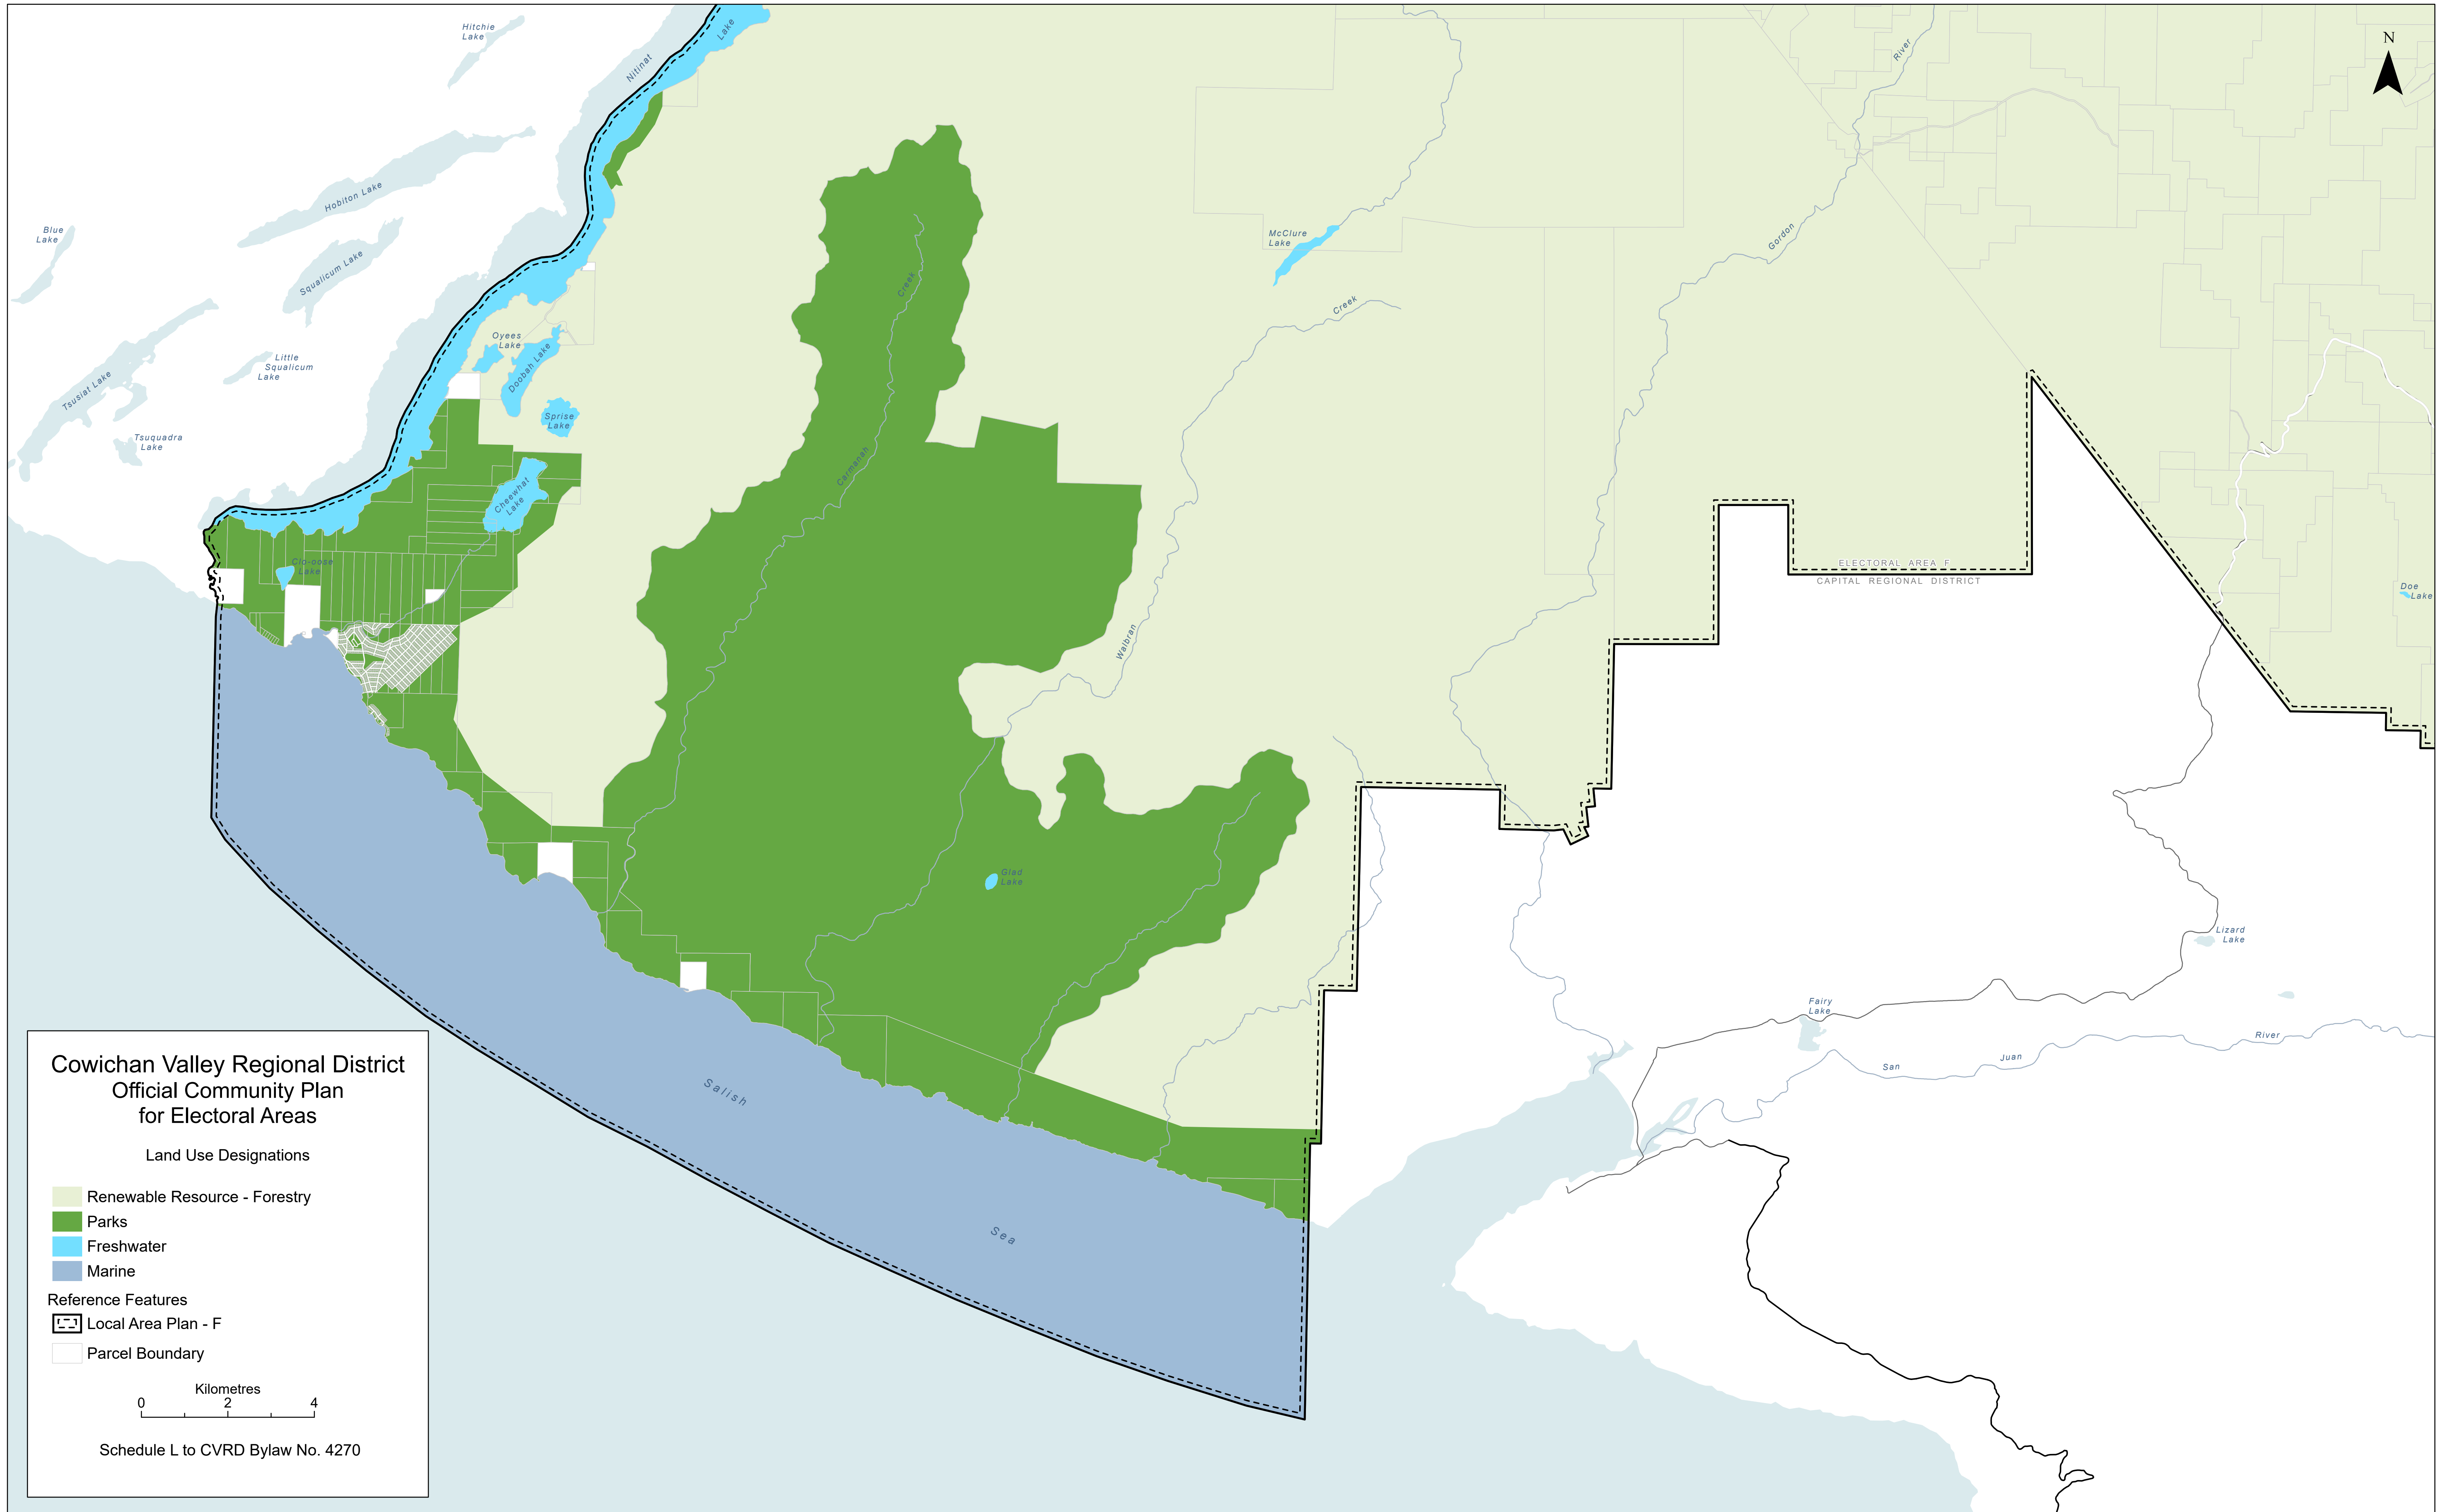 Hitchie
Lake
Nitinat
Lake
River
N
Hobiton Lake
Blue
Lake
Squalicum Lake
McClure
Lake
Gordon
Creek
Creek
Oyees
Lake
Doobah Lake
Little
Squalicum
Lake
Tsusiat Lake
Sprise
Lake
Tsuquadra
Lake
Carmanah
Cheewhat
Lake
Clo-oose
Lake
ELECTORAL AREA F
CAPITAL REGIONAL DISTRICT
Doe
Lake
Walbran
Glad
Lake
Lizard
Lake
Fairy
Lake
River
Juan
San
Salish
Sea
Cowichan Valley Regional District
Official Community Plan
for Electoral Areas
Land Use Designations
Renewable Resource - Forestry
Parks
Freshwater
Marine
Reference Features
Local Area Plan - F
Parcel Boundary
Kilometres
0 2 4
Schedule L to CVRD Bylaw No. 4270